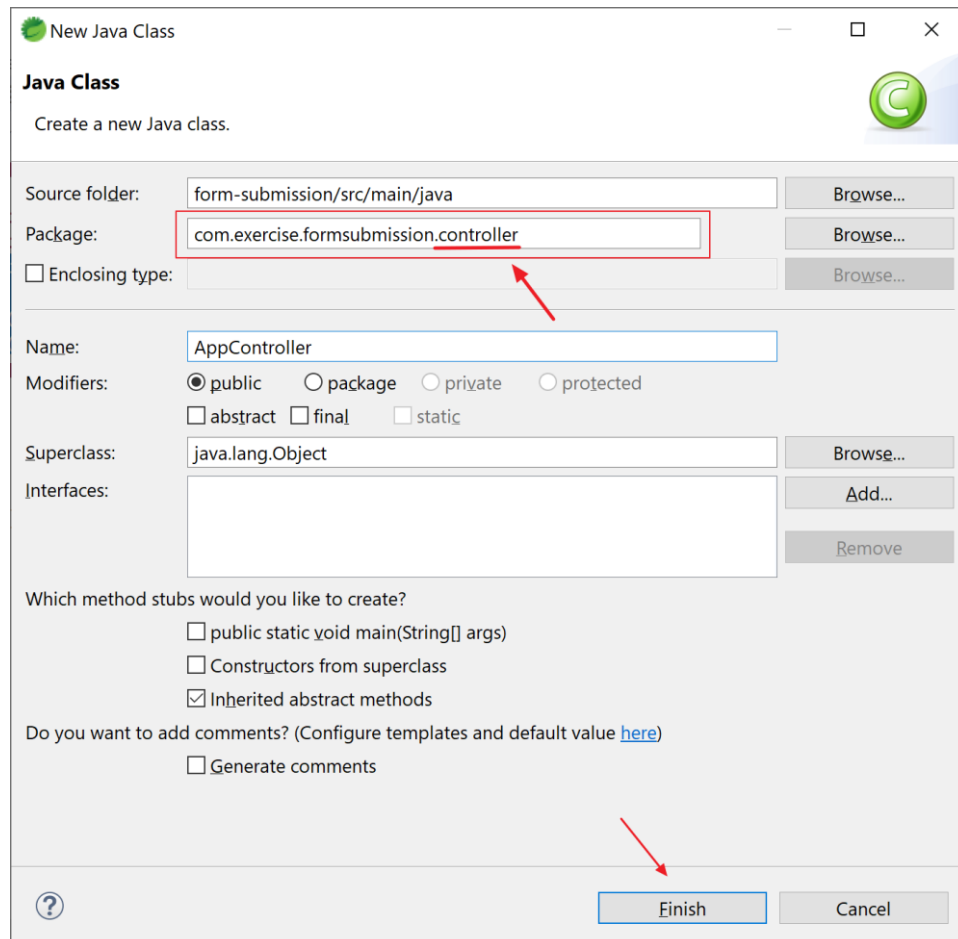 New Java Class
Java Class
Create a new Java class.
Source folder: form-submission/src/main/java Browse...
Package: com.exercise.formsubmission.controller Browse...
Enclosing type: Browse...
Name: AppController
Modifiers: public package private protected
abstract final static
Superclass: java.lang.Object Browse...
Interfaces: Add...
Remove
Which method stubs would you like to create?
public static void main(String[] args)
Constructors from superclass
Inherited abstract methods
Do you want to add comments? (Configure templates and default value here)
Generate comments
? Finish Cancel